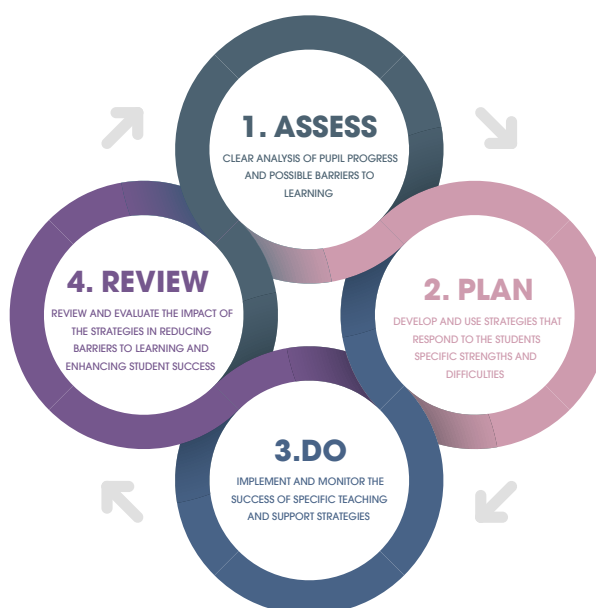 1. ASSESS
CLEAR ANALYSIS OF PUPIL PROGRESS
AND POSSIBLE BARRIERS TO
LEARNING
2. PLAN
DEVELOP AND USE STRATEGIES THAT
RESPOND TO THE STUDENTS
SPECIFIC STRENGTHS AND
DIFFICULTIES
3.DO
IMPLEMENT AND MONITOR THE
SUCCESS OF SPECIFIC TEACHING
AND SUPPORT STRATEGIES
4. REVIEW
REVIEW AND EVALUATE THE IMPACT OF
THE STRATEGIES IN REDUCING
BARRIERS TO LEARNING AND
ENHANCING STUDENT SUCCESS